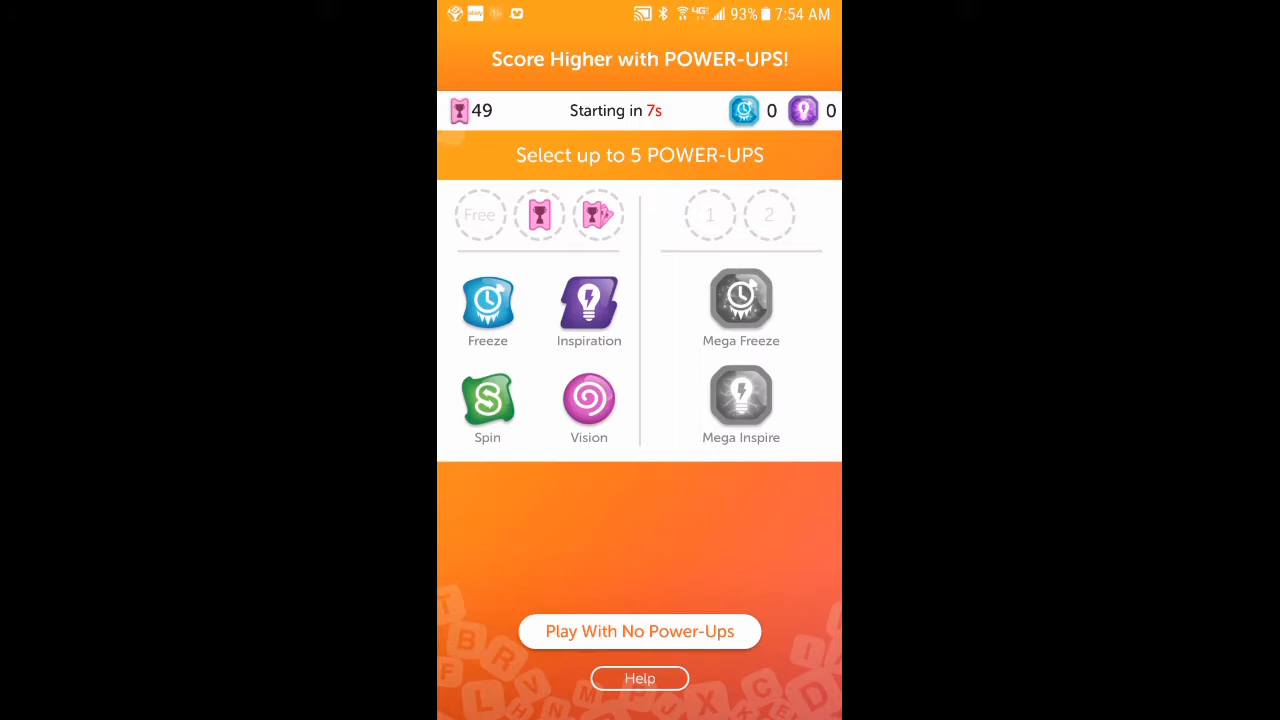 93% 7:54 AM
Score Higher with POWER-UPS!
49 Starting in 7s 0 0
Select up to 5 POWER-UPS
Free 1 2
Freeze Inspiration Mega Freeze
Spin Vision Mega Inspire
Play With No Power-Ups
Help